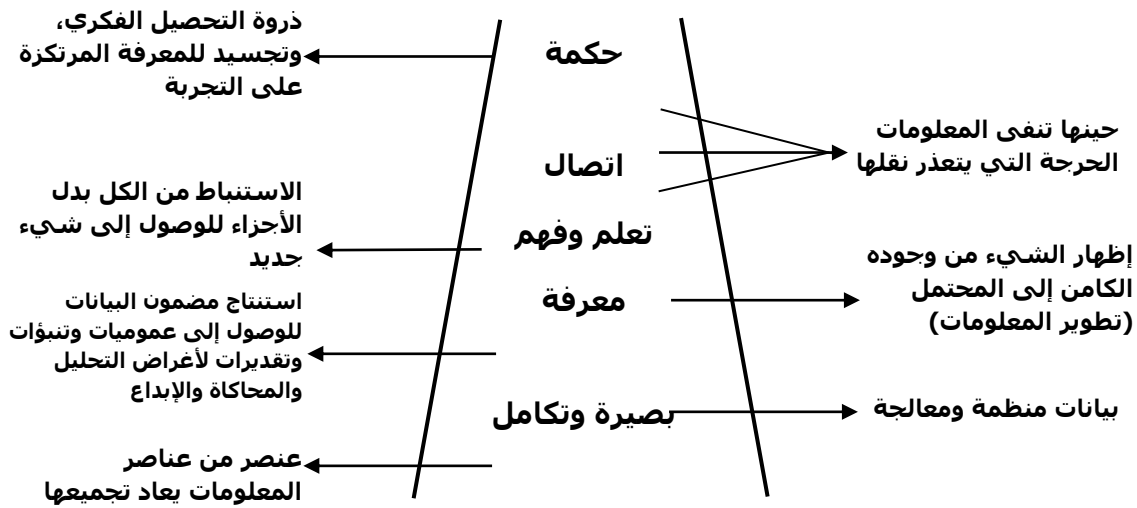 ذروة التحصيل الفكري،
وتجسيد للمعرفة المرتكزة
على التجربة
حكمة
حينها تنفى المعلومات
الحرجة التي يتعذر نقلها
اتصال
الاستنباط من الكل بدل
الأجزاء للوصول إلى شيء
جديد
تعلم وفهم
إظهار الشيء من وجوده
الكامن إلى المحتمل
(تطوير المعلومات)
معرفة
استنتاج مضمون البيانات
للوصول إلى عموميات وتنبؤات
وتقديرات لأغراض التحليل
والمحاكاة والإبداع
بيانات منظمة ومعالجة
بصيرة وتكامل
عنصر من عناصر
المعلومات يعاد تجميعها